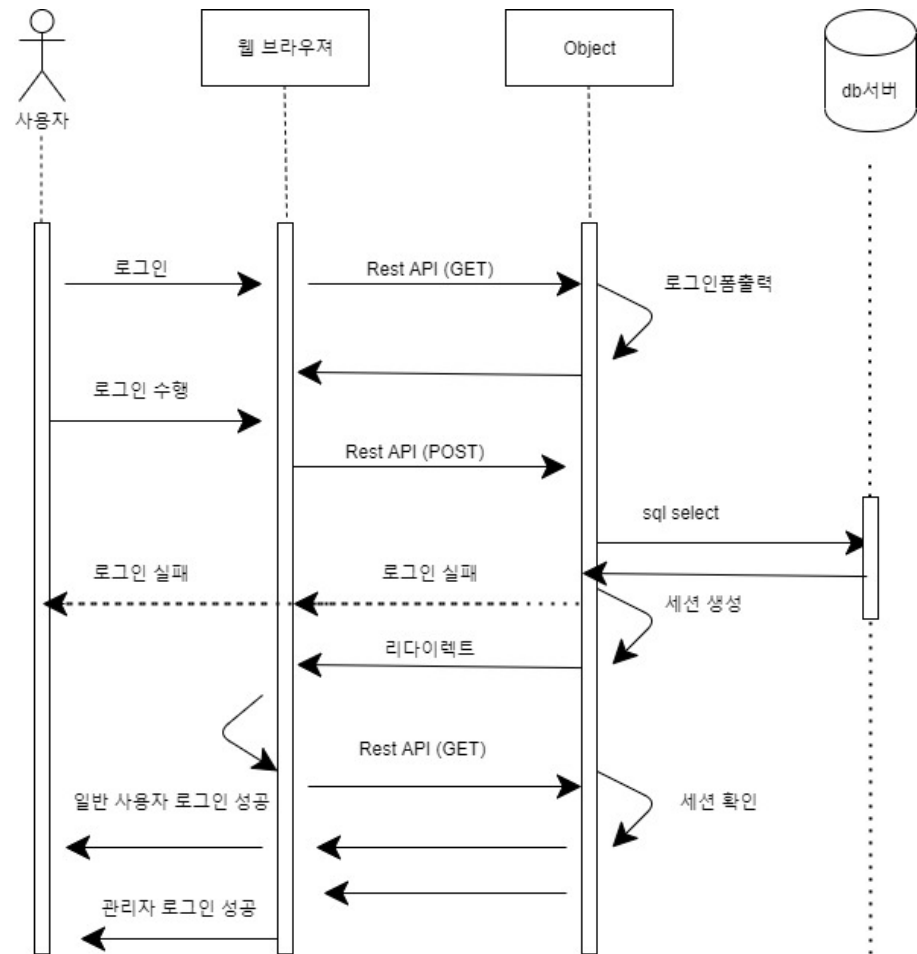 사용자
웹 브라우져
Object
db서버
로그인
Rest API (GET)
로그인폼출력
로그인 수행
Rest API (POST)
sql select
로그인 실패
로그인 실패
세션 생성
리다이렉트
Rest API (GET)
일반 사용자 로그인 성공
세션 확인
관리자 로그인 성공